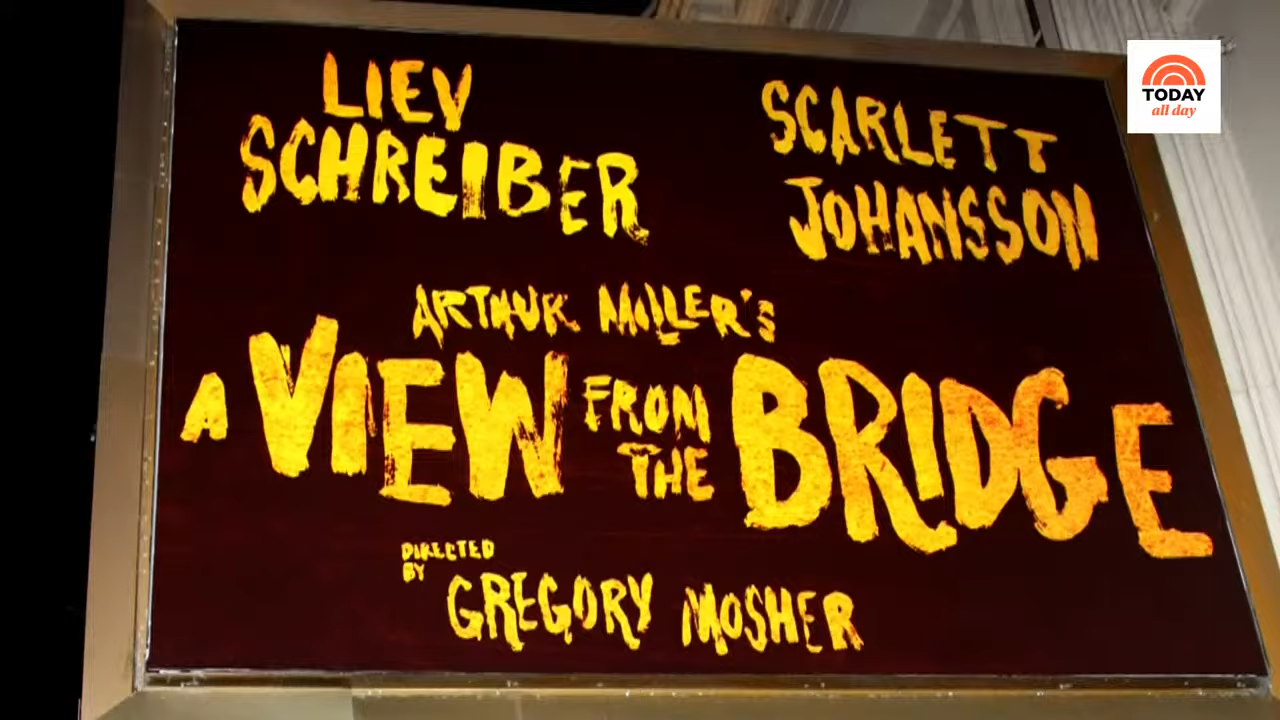 LIEV
SCHREIBER
SCARLETT
JOHANSSON
ARTHUR MILLER'S
A VIEW FROM THE BRIDGE
DIRECTED BY
GREGORY MOSHER
TODAY
all day